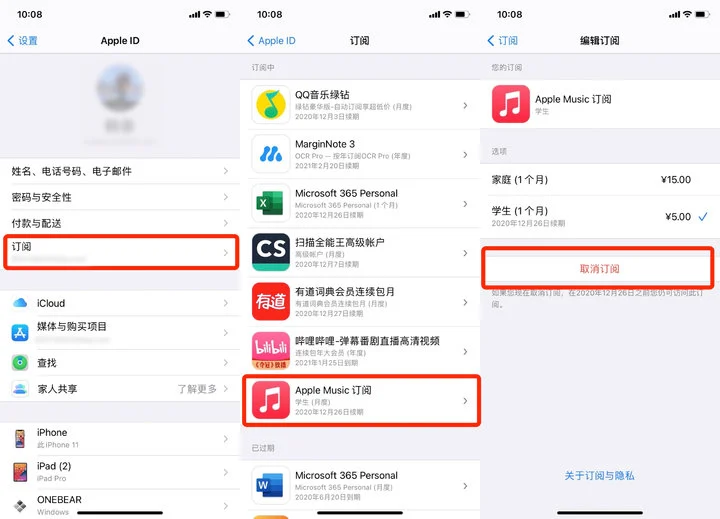 10:08
设置
Apple ID
姓名、电话号码、电子邮件
密码与安全性
付款与配送
订阅
iCloud
媒体与购买项目
查找
家人共享
了解更多
iPhone
此 iPhone 11
iPad (2)
iPad Pro
ONEBEAR
Windows
10:08
Apple ID
订阅
订阅中
QQ音乐绿钻
绿钻豪华版-自动订阅享超低价 (月度)
2020年12月3日续期
MarginNote 3
OCR Pro — 按年订阅OCR Pro (年度)
2021年2月20日续期
Microsoft 365 Personal
Microsoft 365 Personal (1个月)
2020年12月26日续期
CS
扫描全能王高级帐户
高级帐户 (月度)
2020年12月7日续期
有道
有道词典会员连续包月
有道词典会员连续包月 (月度)
2020年12月27日续期
bilibili
哔哩哔哩-弹幕番剧直播高清视频
连续包年大会员 (年度)
2021年1月25日到期
Apple Music 订阅
学生 (月度)
2020年12月26日续期
已过期
Microsoft 365 Personal
Microsoft 365 Personal (月度)
2020年6月20日到期
10:08
订阅
编辑订阅
您的订阅
Apple Music 订阅
学生
选项
家庭 (1 个月)
¥15.00
学生 (1 个月)
2020年12月26日续期
¥5.00
取消订阅
如果您现在取消订阅，在2020年12月26日之前您仍可访问此订
阅。
关于订阅与隐私